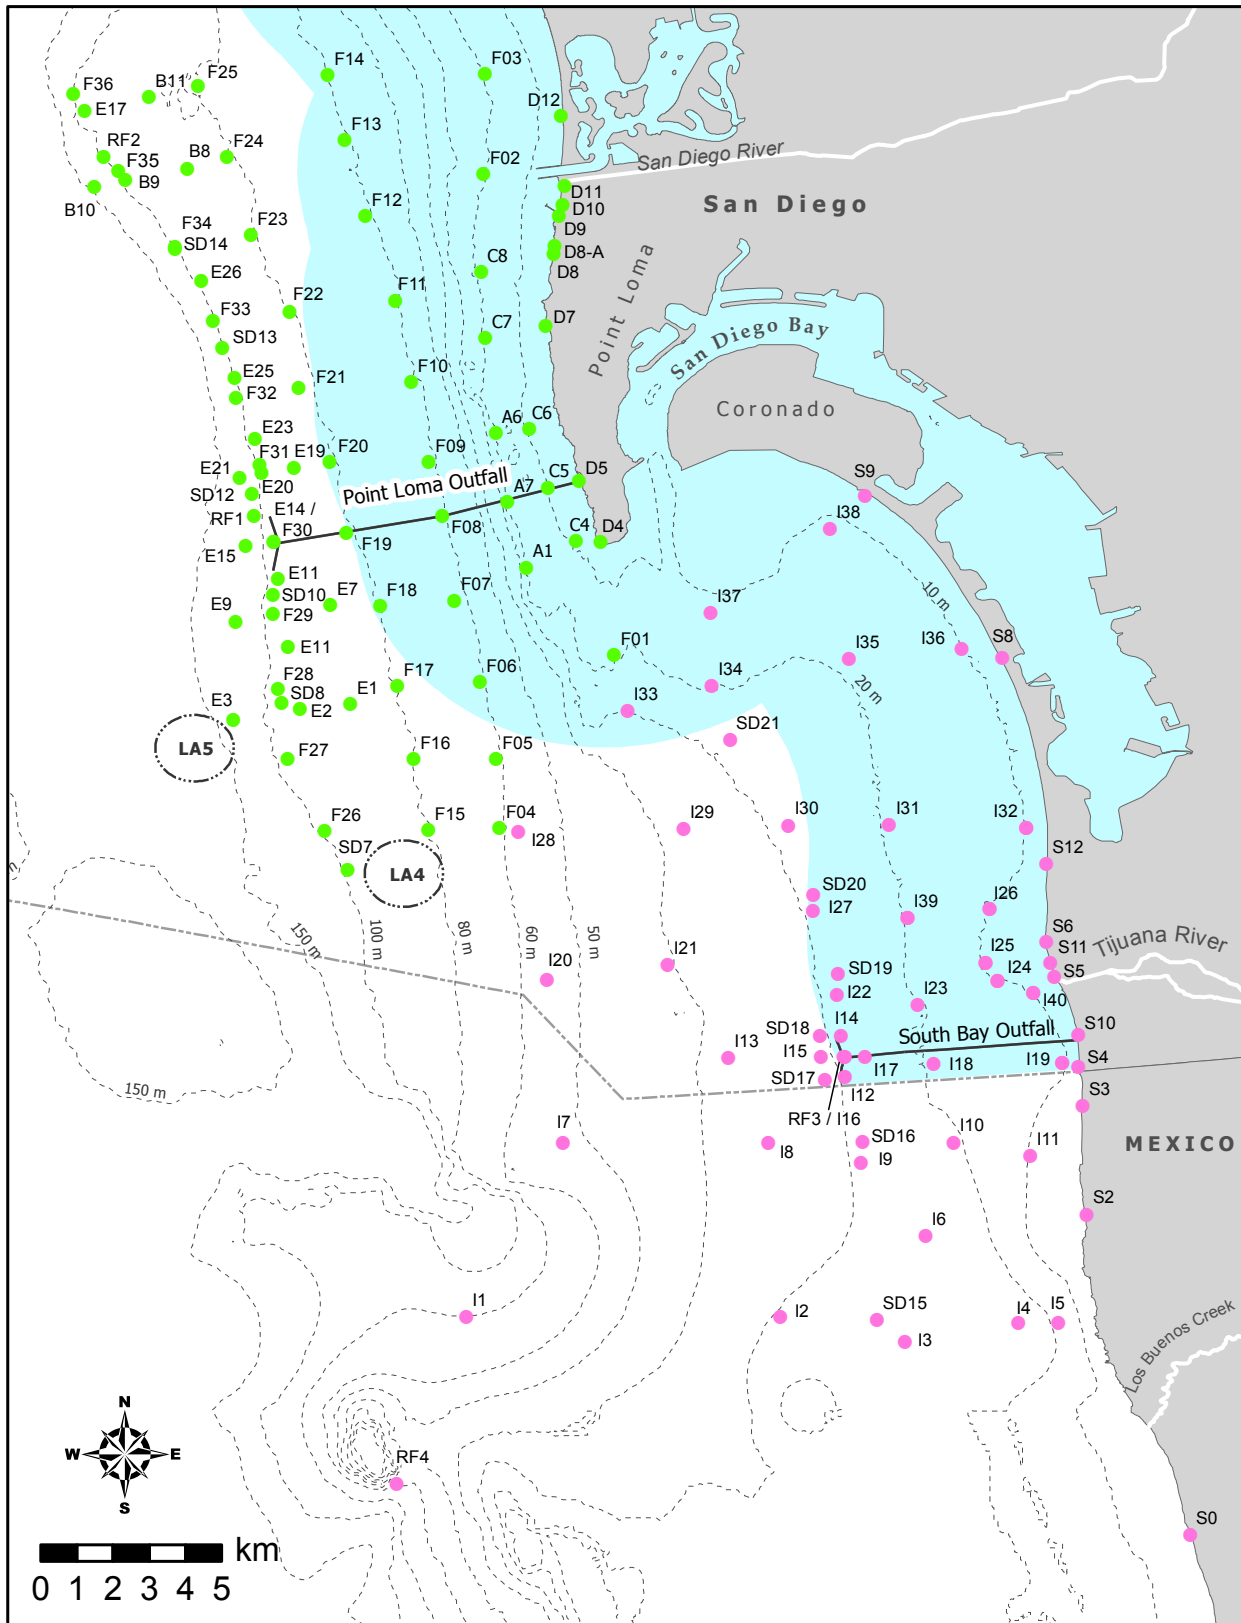 F14
F03
F36
B11
F25
E17
D12
F13
San Diego River
RF2
F35
B8
F24
F02
B9
B10
D11
San Diego
D10
F12
D9
F34
F23
SD14
D8-A
C8
D8
E26
Point Loma
F11
F22
F33
D7
San Diego Bay
C7
SD13
E25
F10
F21
F32
Coronado
A6
C6
E23
F31
E19
F20
F09
E21
C5
D5
Point Loma Outfall
S9
SD12
E20
A7
RF1
E14 /
F30
F19
F08
I38
C4
D4
E15
A1
E11
SD10
E7
F18
F07
10 m
I37
E9
F29
E11
F01
I35
I36
S8
F28
F17
F06
I34
20 m
SD8
E1
I33
E3
E2
SD21
LA5
F27
F16
F05
F26
F15
F04
I28
I29
I30
I31
I32
SD7
LA4
S12
m
SD20
I27
I39
I26
150 m
100 m
80 m
60 m
50 m
S6
Tijuana River
I20
I21
I25
S11
SD19
I24
S5
I22
I23
I40
SD18
I14
South Bay Outfall
S10
I13
I15
I17
I18
I19
S4
SD17
I12
150 m
S3
RF3 / I16
I7
I8
SD16
I10
I11
MEXICO
I9
S2
I6
I1
I2
SD15
I4
I5
I3
Los Buenos Creek
N
W
E
S
RF4
S0
km
0 1 2 3 4 5